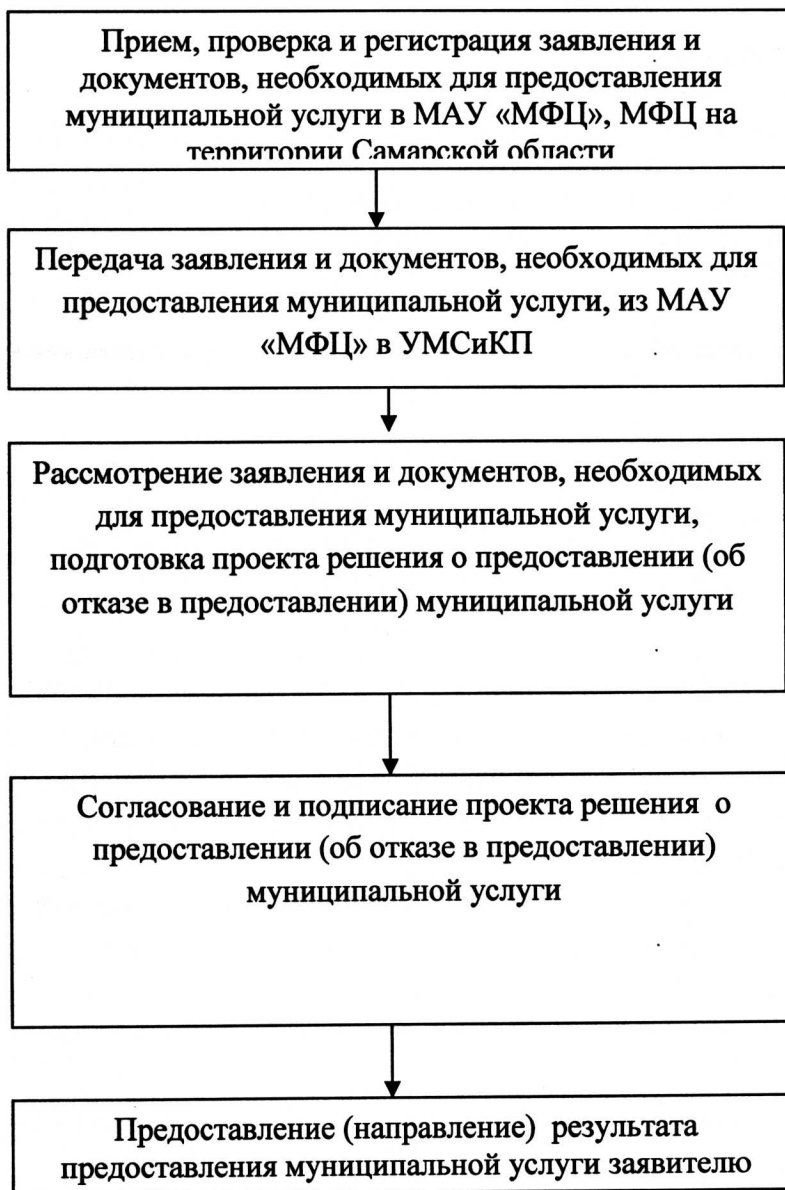 Прием, проверка и регистрация заявления и
документов, необходимых для предоставления
муниципальной услуги в МАУ «МФЦ», МФЦ на
территории Самарской области
Передача заявления и документов, необходимых для
предоставления муниципальной услуги, из МАУ
«МФЦ» в УМСиКП
Рассмотрение заявления и документов, необходимых
для предоставления муниципальной услуги,
подготовка проекта решения о предоставлении (об
отказе в предоставлении) муниципальной услуги
Согласование и подписание проекта решения о
предоставлении (об отказе в предоставлении)
муниципальной услуги
Предоставление (направление) результата
предоставления муниципальной услуги заявителю